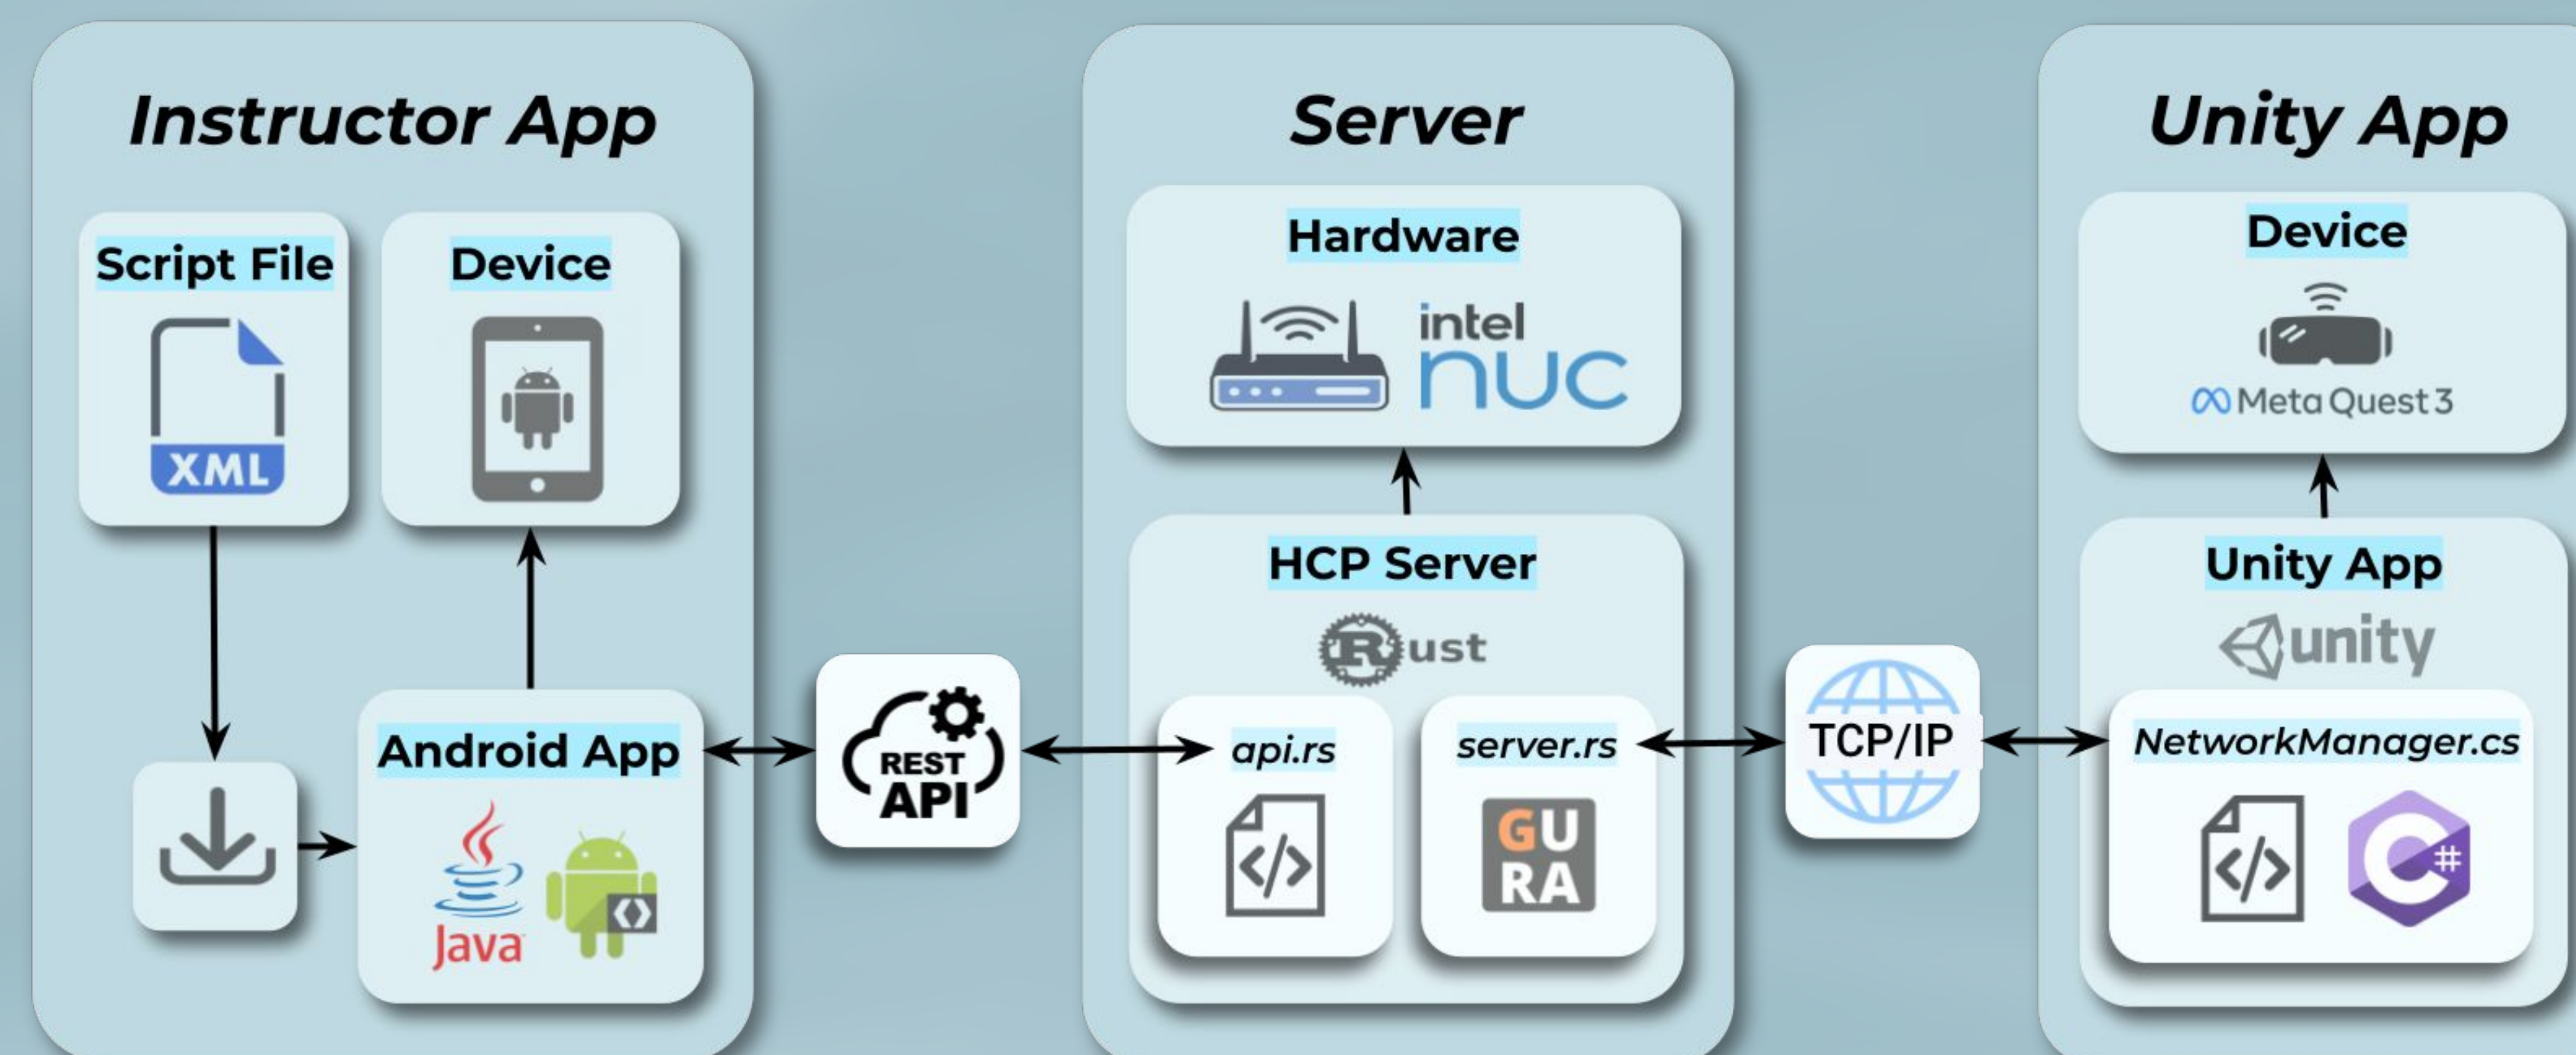 Instructor App
Script File
XML
Device
Android App
Java
REST
API
Server
Hardware
intel
nuc
HCP Server
Rust
api.rs
</>
server.rs
GU
RA
TCP/IP
Unity App
Device
Meta Quest 3
Unity App
unity
NetworkManager.cs
</>
C#